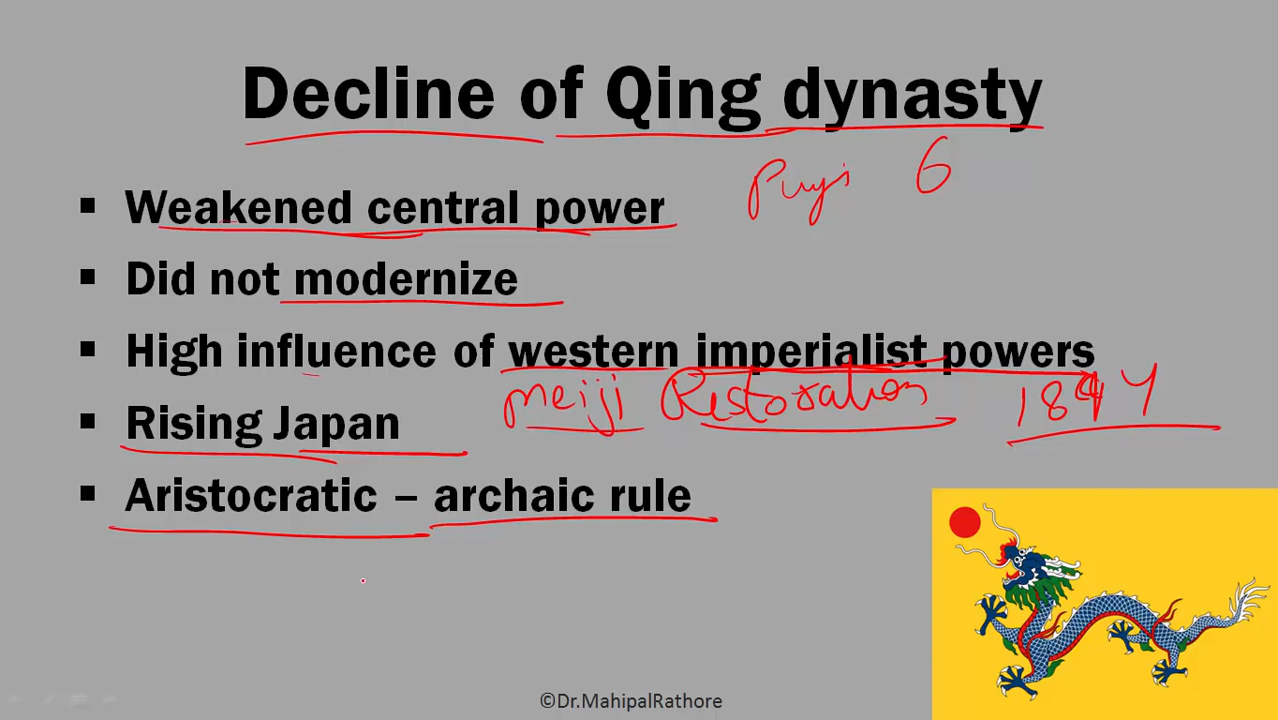 Decline of Qing dynasty
Puyi 6
▪ Weakened central power
▪ Did not modernize
▪ High influence of western imperialist powers
Meiji Restoration
▪ Rising Japan
▪ Aristocratic – archaic rule
©Dr.MahipalRathore